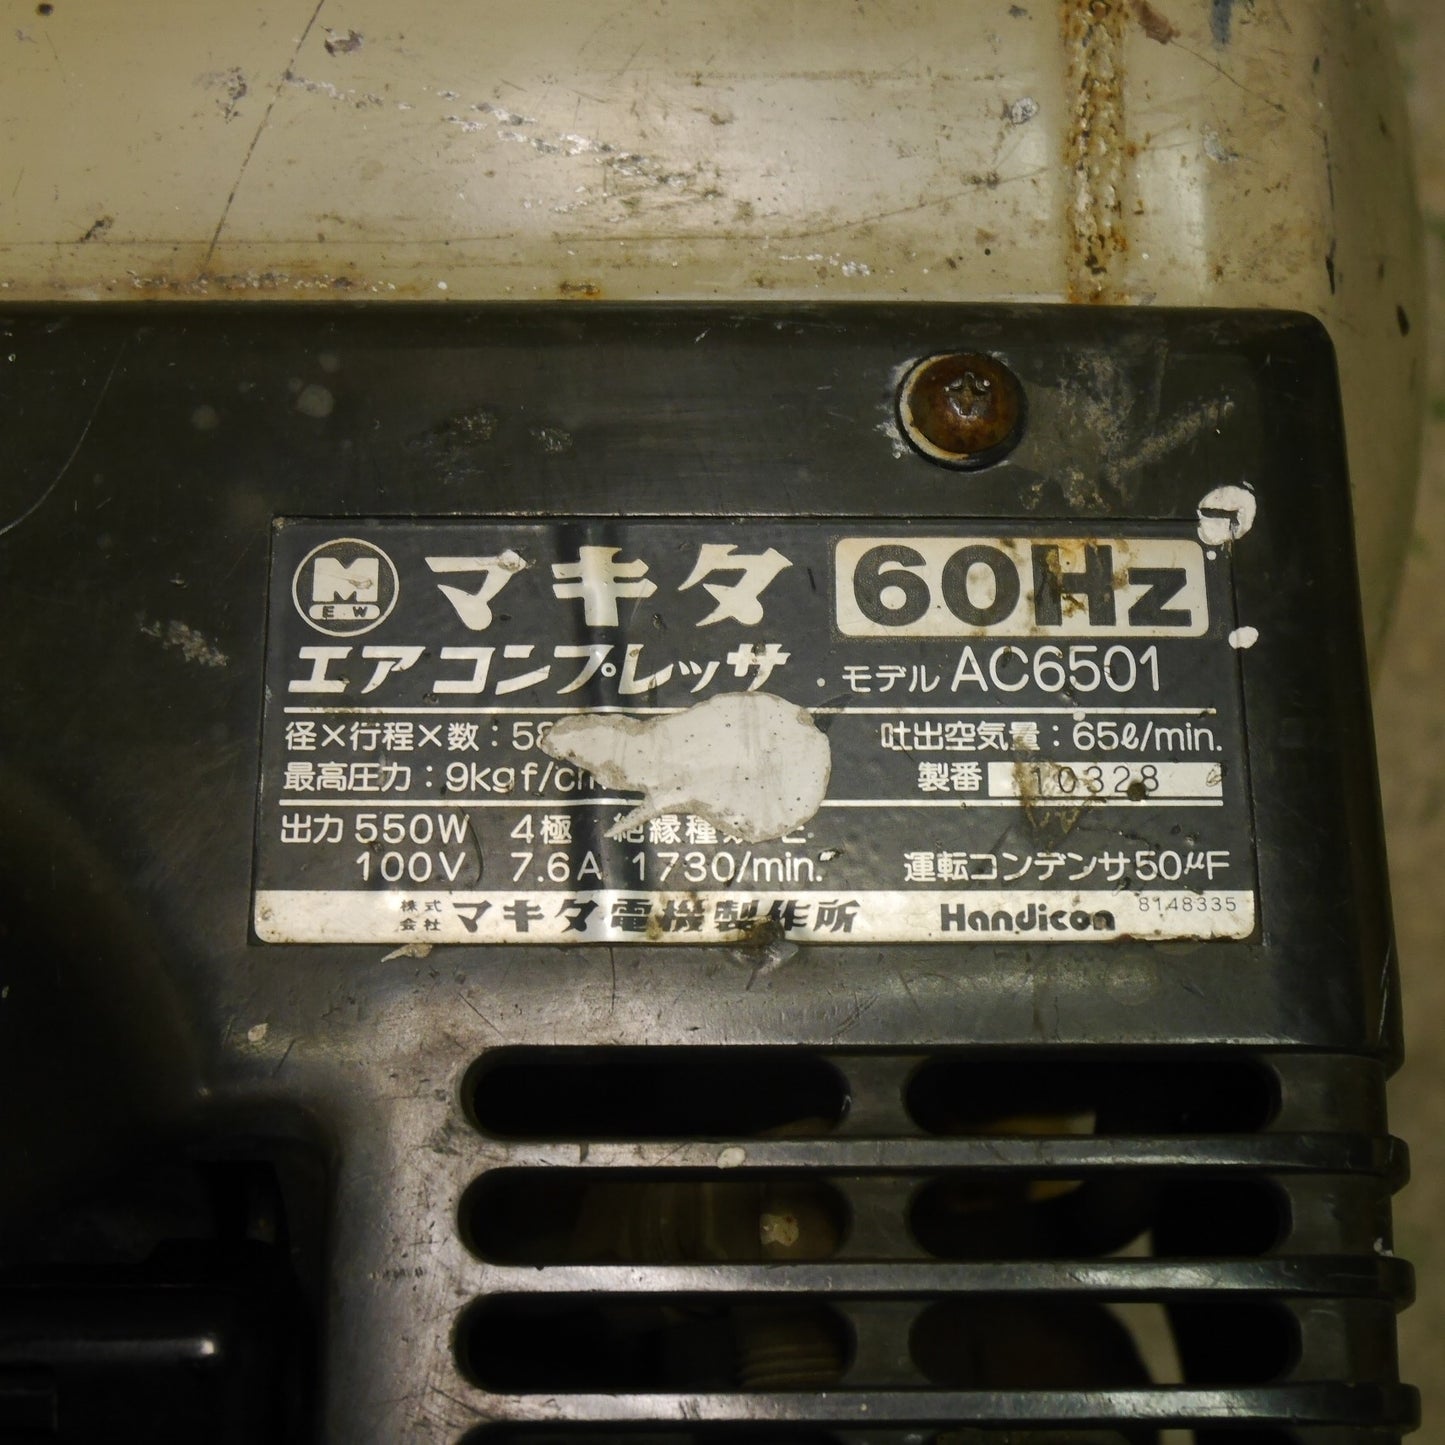 M
E W
マキタ 60Hz
エアコンプレッサ モデル AC6501
径×行程×数: 吐出空気量:65ℓ/min.
最高圧力:9kgf/ 製番 10328
出力 550W 4極 絶縁種
100V 7.6A 1730/min. 運転コンデンサ50μF
株式会社 マキタ電機製作所 Handicon 8148335